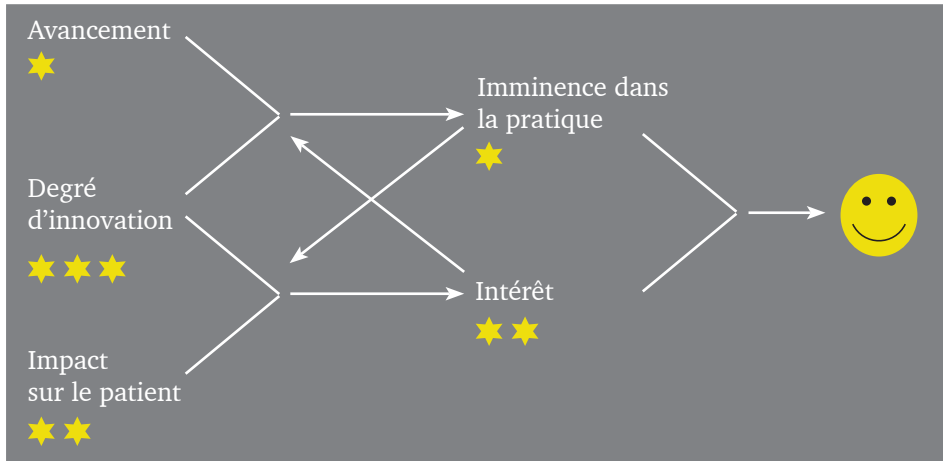 Avancement
Degré
d’innovation
Impact
sur le patient
Imminence dans
la pratique
Intérêt